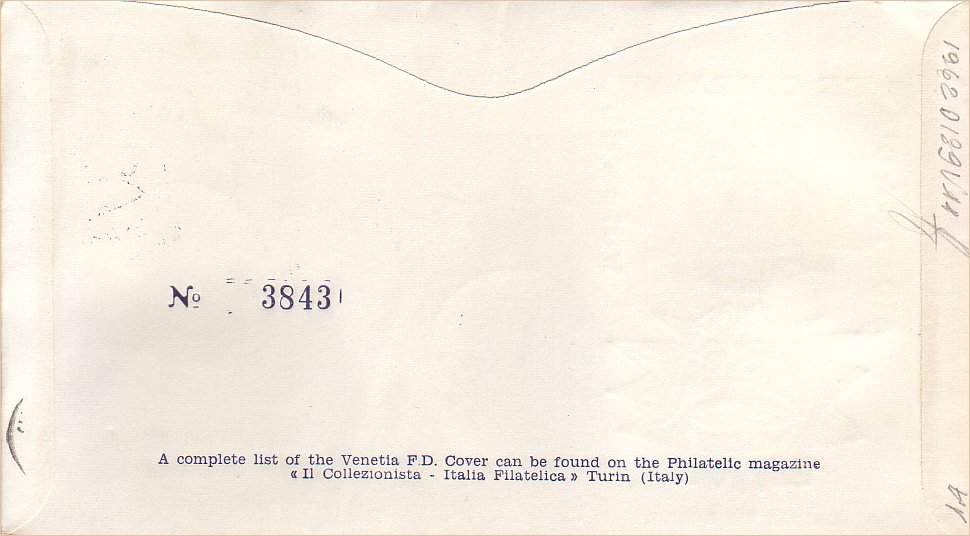 No 3843
A complete list of the Venetia F.D. Cover can be found on the Philatelic magazine
« Il Collezionista - Italia Filatelica » Turin (Italy)